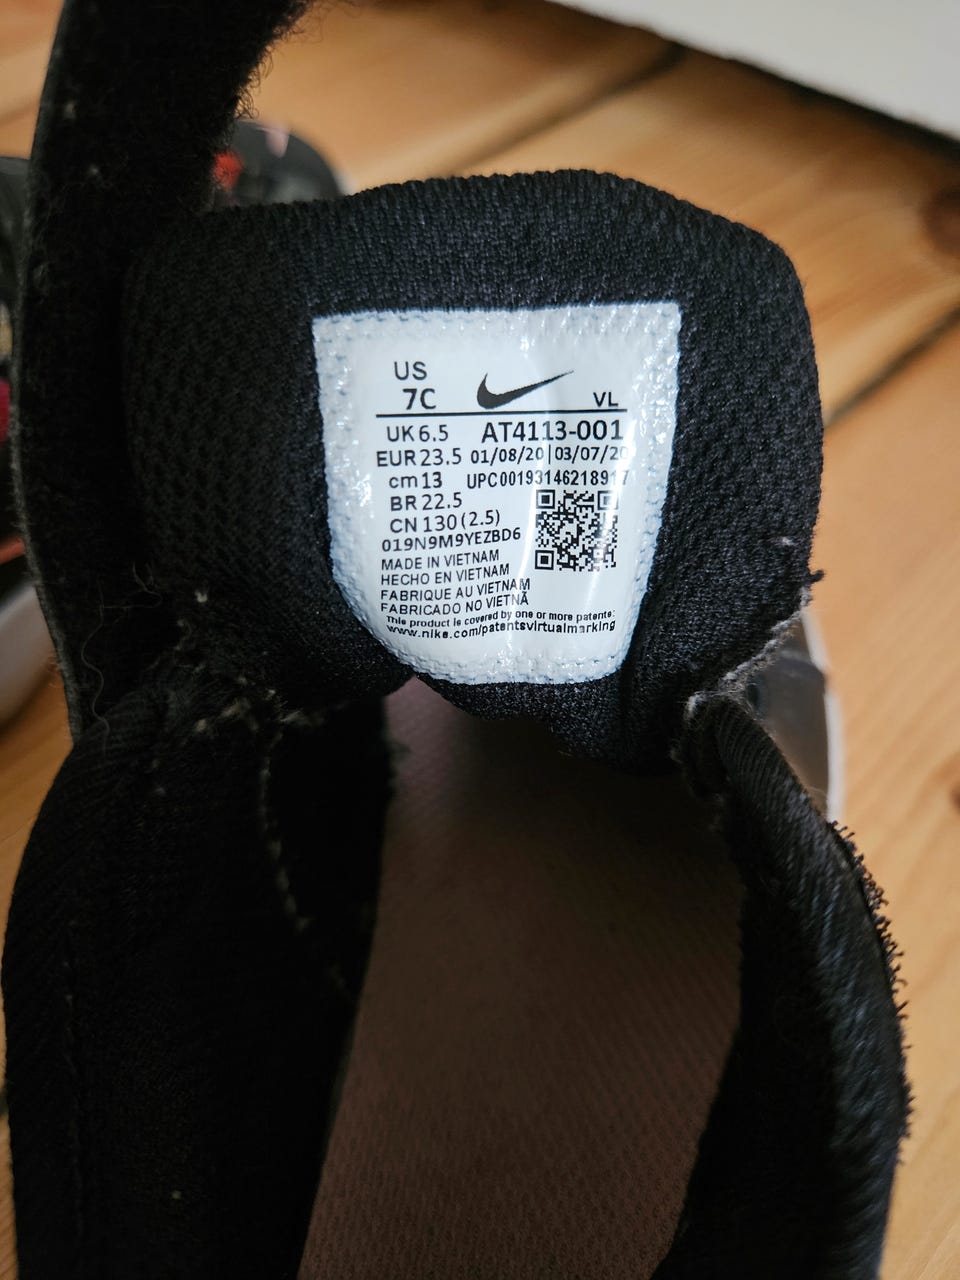 US
7C VL
UK 6.5 AT4113-001
EUR 23.5 01/08/20|03/07/20
cm 13 UPC00193146218917
BR 22.5
CN 130(2.5)
019N9M9YEZBD6
MADE IN VIETNAM
HECHO EN VIETNAM
FABRIQUE AU VIETNAM
FABRICADO NO VIETNÃ
This product is covered by one or more patents:
www.nike.com/patentsvirtualmarking